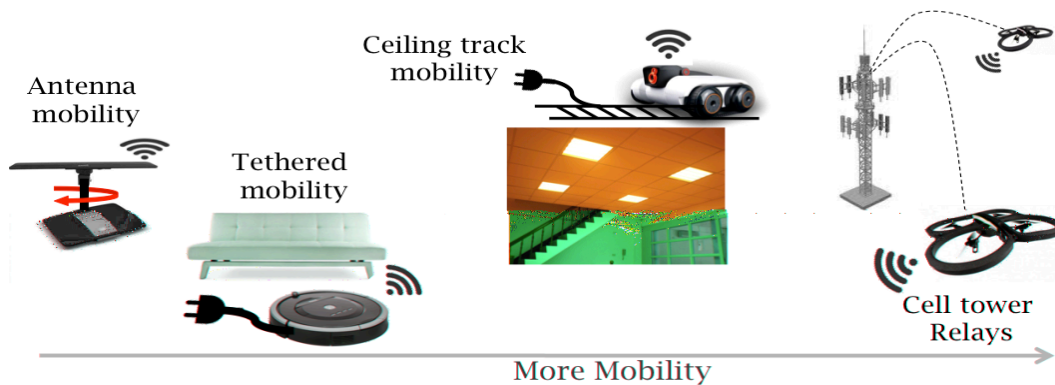 Antenna
mobility
Tethered
mobility
Ceiling track
mobility
Cell tower
Relays
More Mobility